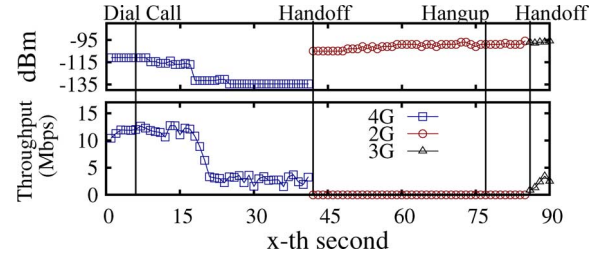 Dial Call Handoff Hangup Handoff
dBm
-95
-115
-135
Throughput
(Mbps)
15
10
5
0
4G
2G
3G
0 15 30 45 60 75 90
x-th second